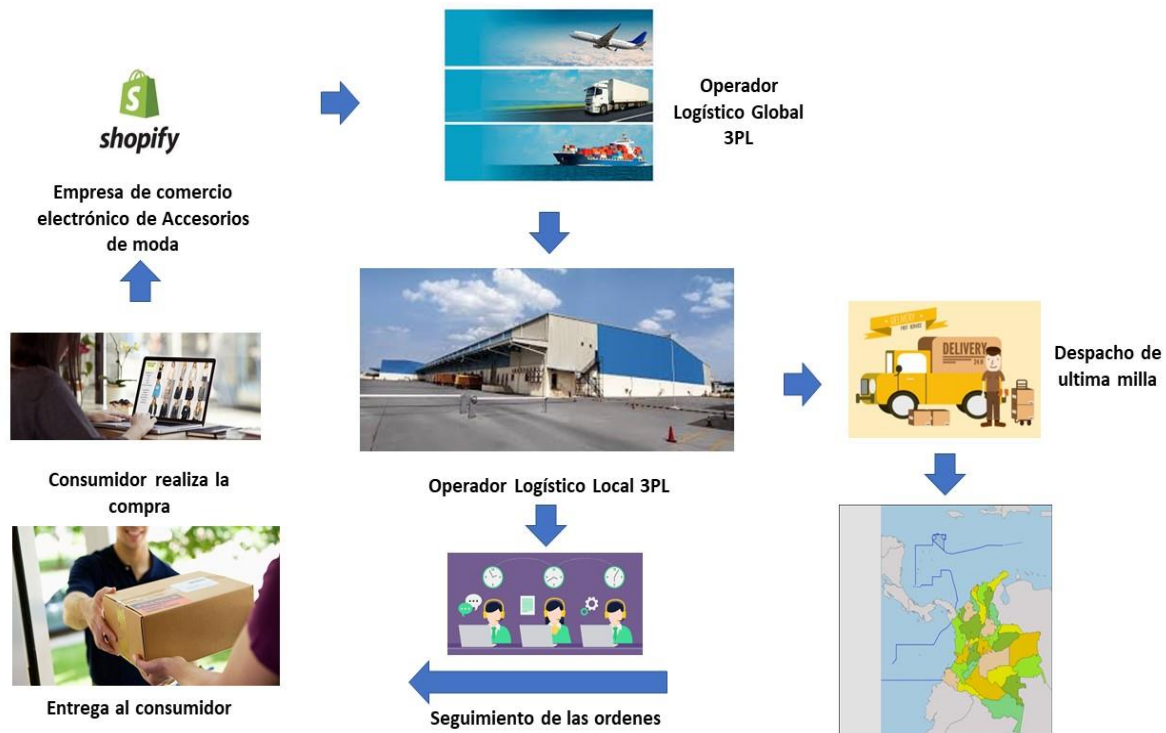 shopify
Empresa de comercio
electrónico de Accesorios
de moda
Operador
Logístico Global
3PL
Consumidor realiza la
compra
Operador Logístico Local 3PL
DELIVERY
DELIVERY
Despacho de
ultima milla
Entrega al consumidor
Seguimiento de las ordenes